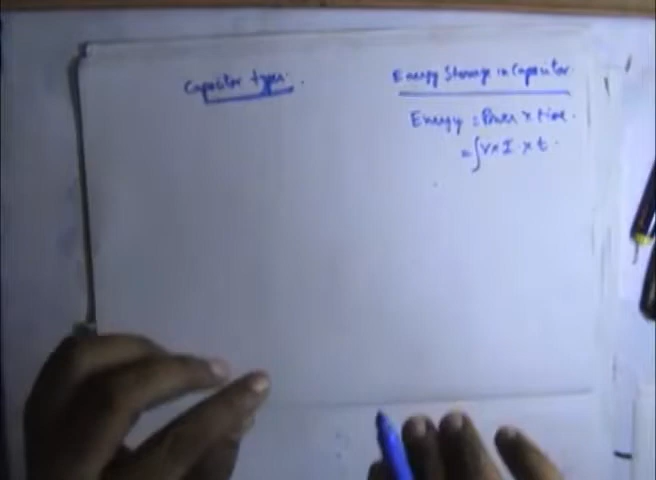 Capacitor types.
Energy Storage in Capacitor.
Energy = Power x time.
= ∫V x I x t.